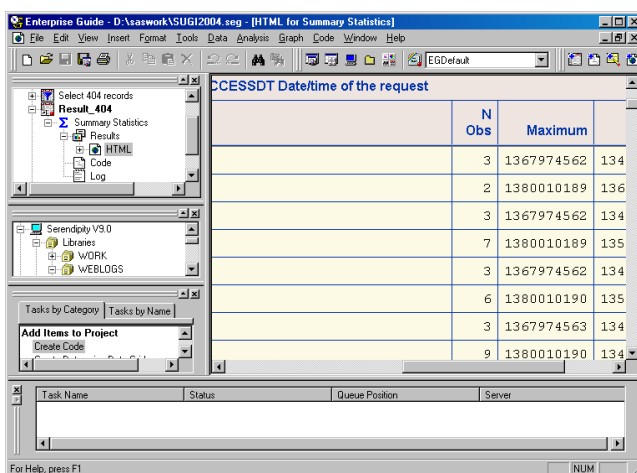 Enterprise Guide - D:\saswork\SUGI2004.seg - [HTML for Summary Statistics]
File Edit View Insert Format Tools Data Analysis Graph Code Window Help
EGDefault
Select 404 records
Result_404
Summary Statistics
Results
HTML
Code
Log
CCESSDT Date/time of the request
N Obs Maximum
3 1367974562 134
2 1380010189 136
3 1367974562 134
7 1380010189 135
3 1367974562 134
6 1380010190 135
3 1367974563 134
9 1380010190 134
Serendipity V9.0
Libraries
WORK
WEBLOGS
Tasks by Category Tasks by Name
Add Items to Project
Create Code
Task Name Status Queue Position Server
For Help, press F1
NUM